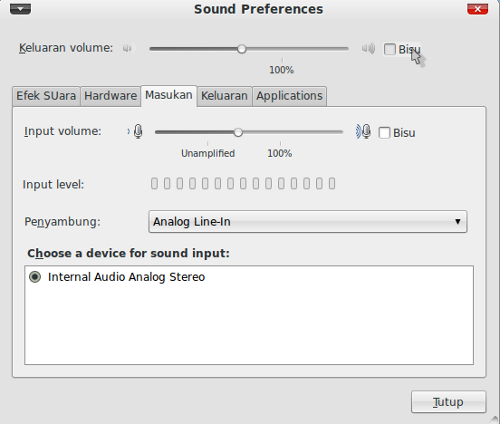 Sound Preferences
Keluaran volume:
Bisu
100%
Efek SUara Hardware Masukan Keluaran Applications
Input volume:
Bisu
Unamplified 100%
Input level:
Penyambung: Analog Line-In
Choose a device for sound input:
Internal Audio Analog Stereo
Tutup